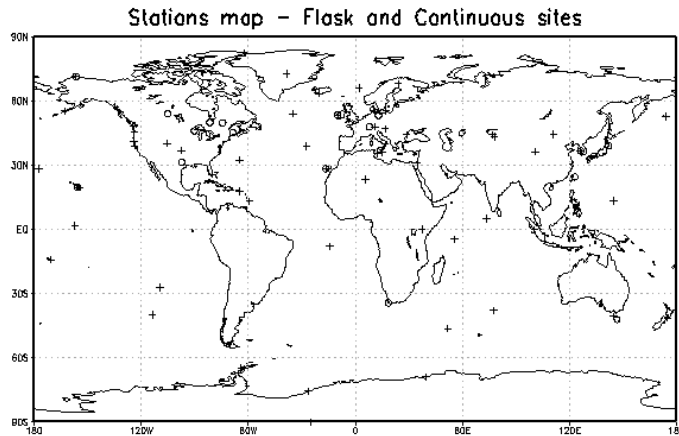 Stations map - Flask and Continuous sites
90N
60N
30N
EQ
30S
60S
90S
180 120W 60W 0 60E 120E 180